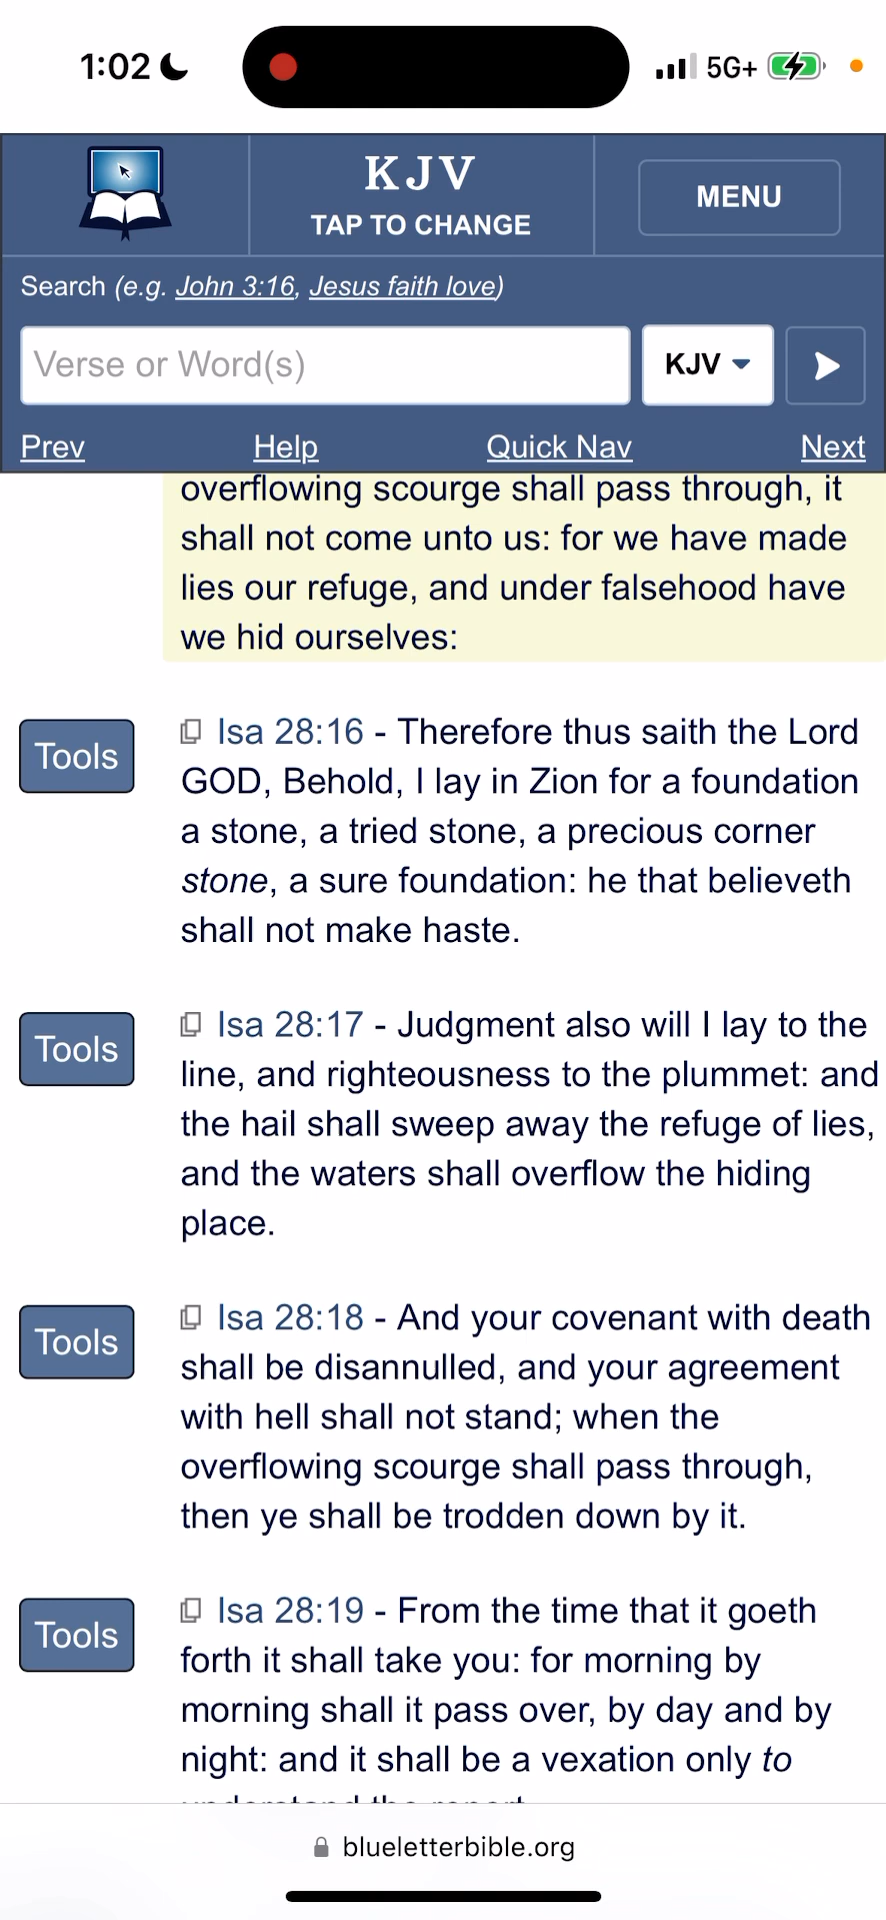 1:02
5G+
KJV
TAP TO CHANGE
MENU
Search (e.g. John 3:16, Jesus faith love)
Verse or Word(s)
KJV
Prev Help Quick Nav Next
overflowing scourge shall pass through, it
shall not come unto us: for we have made
lies our refuge, and under falsehood have
we hid ourselves:
Tools
Isa 28:16 - Therefore thus saith the Lord
GOD, Behold, I lay in Zion for a foundation
a stone, a tried stone, a precious corner
stone, a sure foundation: he that believeth
shall not make haste.
Tools
Isa 28:17 - Judgment also will I lay to the
line, and righteousness to the plummet: and
the hail shall sweep away the refuge of lies,
and the waters shall overflow the hiding
place.
Tools
Isa 28:18 - And your covenant with death
shall be disannulled, and your agreement
with hell shall not stand; when the
overflowing scourge shall pass through,
then ye shall be trodden down by it.
Tools
Isa 28:19 - From the time that it goeth
forth it shall take you: for morning by
morning shall it pass over, by day and by
night: and it shall be a vexation only to
understand the report
blueletterbible.org